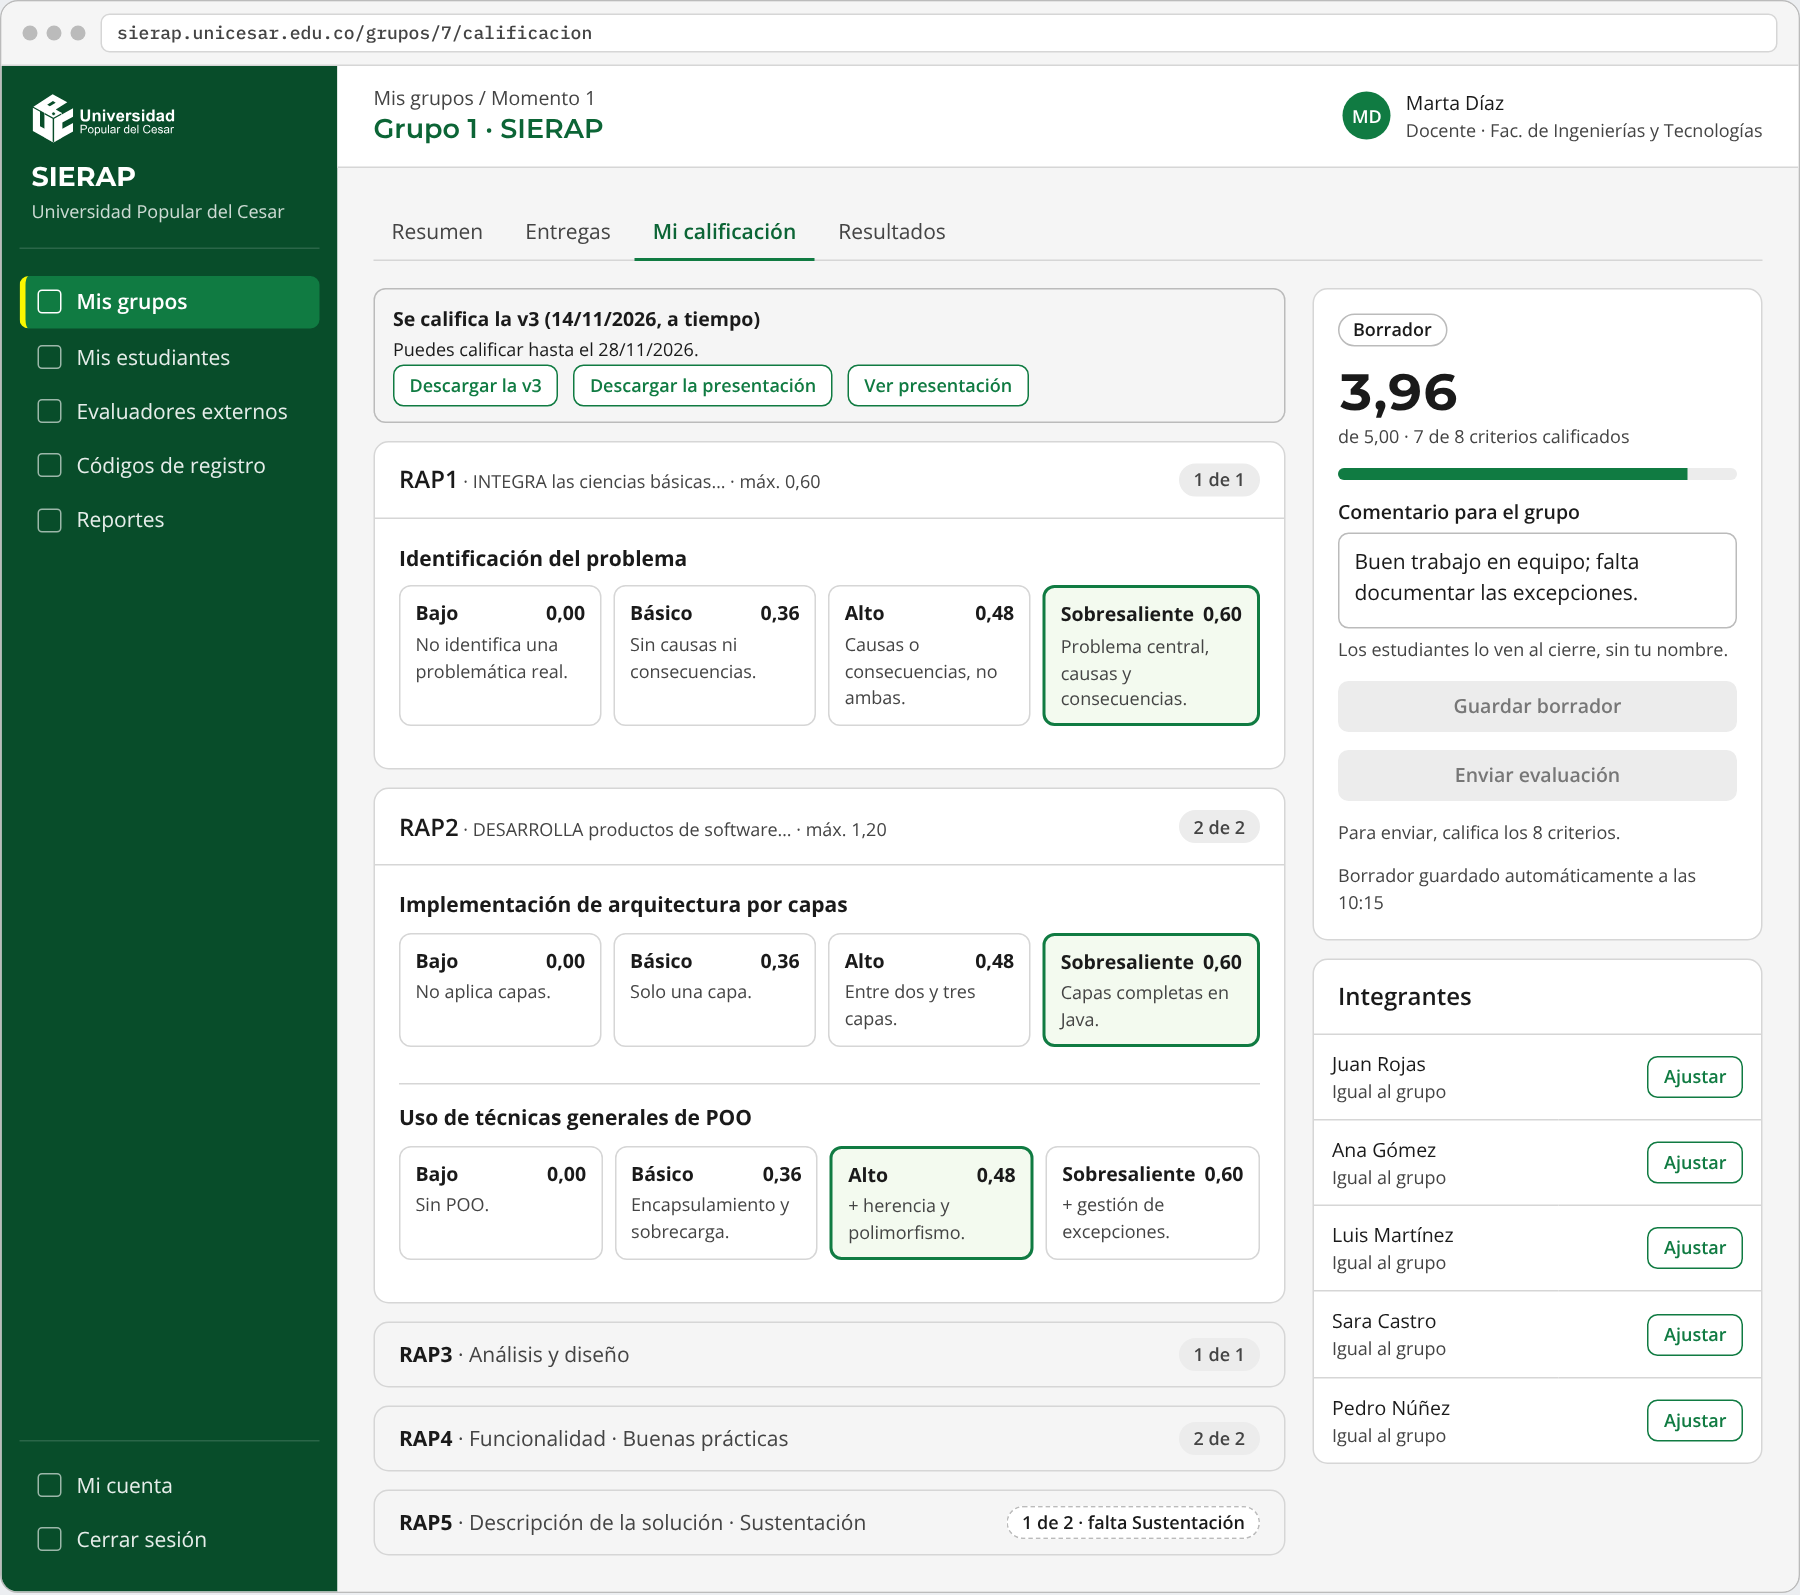 sierap.unicesar.edu.co/grupos/7/calificacion
Universidad
Popular del Cesar
SIERAP
Universidad Popular del Cesar
Mis grupos
Mis estudiantes
Evaluadores externos
Códigos de registro
Reportes
Mi cuenta
Cerrar sesión
Mis grupos / Momento 1
Grupo 1 · SIERAP
MD
Marta Díaz
Docente · Fac. de Ingenierías y Tecnologías
Resumen Entregas Mi calificación Resultados
Se califica la v3 (14/11/2026, a tiempo)
Puedes calificar hasta el 28/11/2026.
Descargar la v3 Descargar la presentación Ver presentación
RAP1 · INTEGRA las ciencias básicas... · máx. 0,60 1 de 1
Identificación del problema
Bajo 0,00
No identifica una
problemática real.
Básico 0,36
Sin causas ni
consecuencias.
Alto 0,48
Causas o
consecuencias, no
ambas.
Sobresaliente 0,60
Problema central,
causas y
consecuencias.
RAP2 · DESARROLLA productos de software... · máx. 1,20 2 de 2
Implementación de arquitectura por capas
Bajo 0,00
No aplica capas.
Básico 0,36
Solo una capa.
Alto 0,48
Entre dos y tres
capas.
Sobresaliente 0,60
Capas completas en
Java.
Uso de técnicas generales de POO
Bajo 0,00
Sin POO.
Básico 0,36
Encapsulamiento y
sobrecarga.
Alto 0,48
+ herencia y
polimorfismo.
Sobresaliente 0,60
+ gestión de
excepciones.
RAP3 · Análisis y diseño 1 de 1
RAP4 · Funcionalidad · Buenas prácticas 2 de 2
RAP5 · Descripción de la solución · Sustentación 1 de 2 · falta Sustentación
Borrador
3,96
de 5,00 · 7 de 8 criterios calificados
Comentario para el grupo
Buen trabajo en equipo; falta
documentar las excepciones.
Los estudiantes lo ven al cierre, sin tu nombre.
Guardar borrador
Enviar evaluación
Para enviar, califica los 8 criterios.
Borrador guardado automáticamente a las
10:15
Integrantes
Juan Rojas
Igual al grupo
Ajustar
Ana Gómez
Igual al grupo
Ajustar
Luis Martínez
Igual al grupo
Ajustar
Sara Castro
Igual al grupo
Ajustar
Pedro Núñez
Igual al grupo
Ajustar